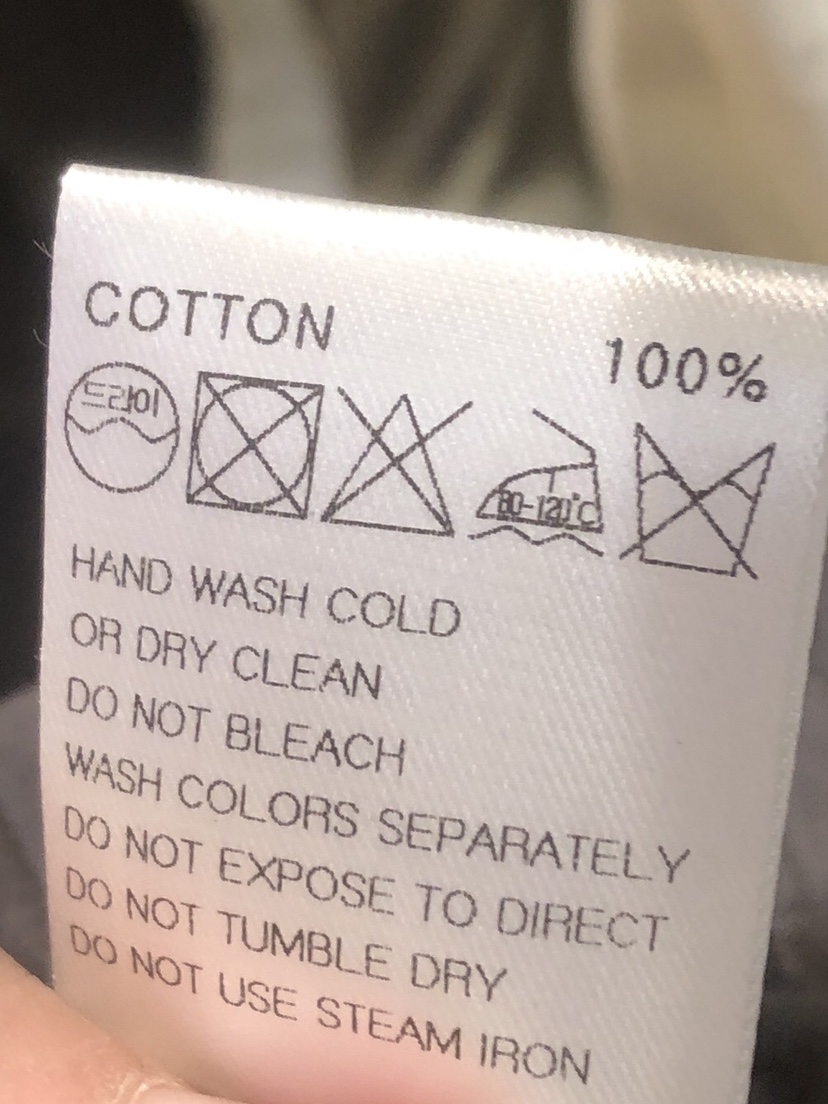 COTTON 100%
드라이
80-120°C
HAND WASH COLD
OR DRY CLEAN
DO NOT BLEACH
WASH COLORS SEPARATELY
DO NOT EXPOSE TO DIRECT
DO NOT TUMBLE DRY
DO NOT USE STEAM IRON